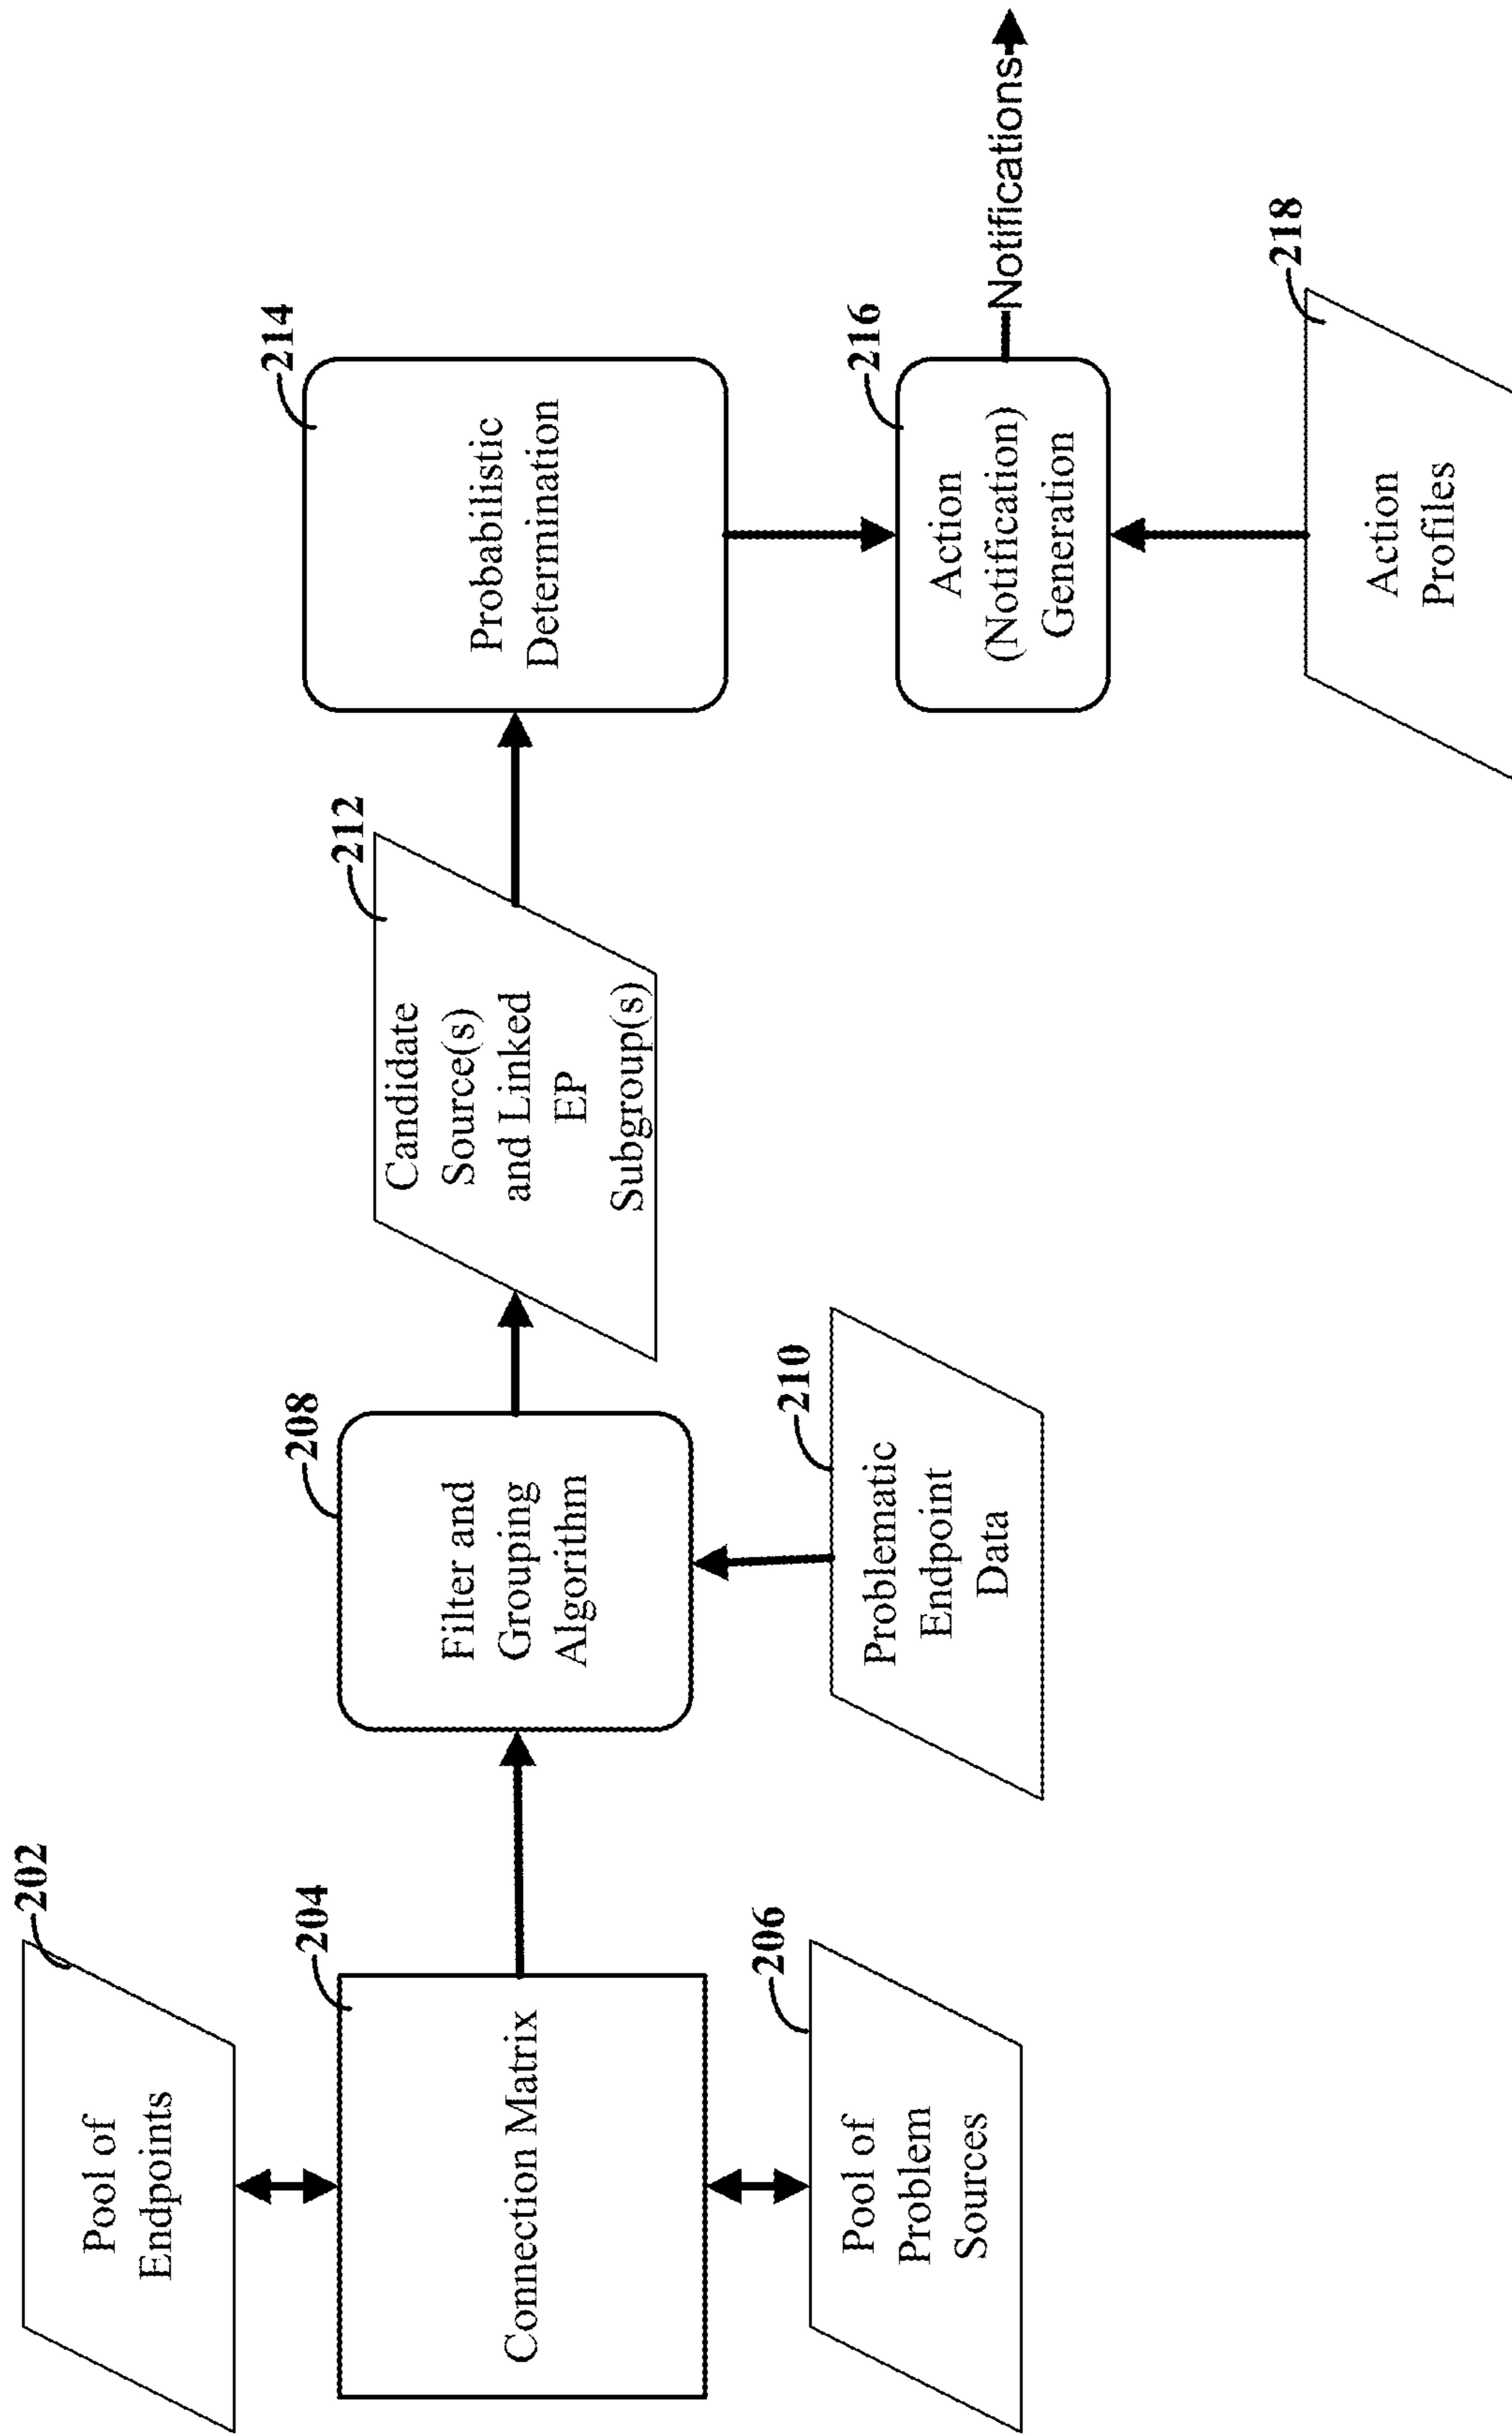 202
Pool of
Endpoints
204
Connection Matrix
206
Pool of
Problem
Sources
208
Filter and
Grouping
Algorithm
210
Problematic
Endpoint
Data
212
Candidate
Source(s)
and Linked
EP
Subgroup(s)
214
Probabilistic
Determination
216
Action
(Notification)
Generation
Notifications
218
Action
Profiles